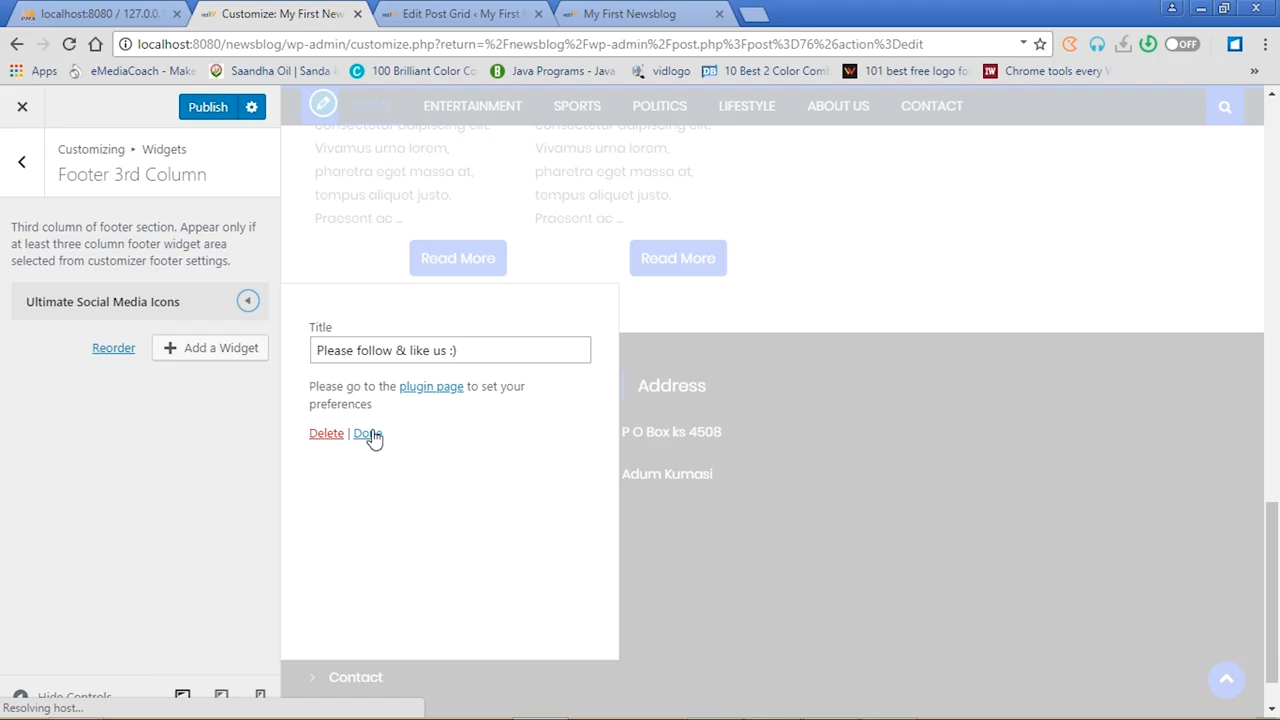 localhost:8080 / 127.0.0.
Customize: My First New
Edit Post Grid ‹ My First
My First Newsblog
localhost:8080/newsblog/wp-admin/customize.php?return=%2Fnewsblog%2Fwp-admin%2Fpost.php%3Fpost%3D76%26action%3Dedit
OFF
Apps
eMediaCoach - Make
Saandha Oil | Sanda
100 Brilliant Color Co
Java Programs - Java
vidlogo
10 Best 2 Color Comb
101 best free logo fo
Chrome tools every
»
Publish
ENTERTAINMENT
SPORTS
POLITICS
LIFESTYLE
ABOUT US
CONTACT
Customizing ▸ Widgets
Footer 3rd Column
Third column of footer section. Appear only if
at least three column footer widget area
selected from customizer footer settings.
Ultimate Social Media Icons
Reorder
Add a Widget
Hide Controls
Resolving host...
consectetur adipiscing elit.
Vivamus urna lorem,
pharetra eget massa at,
tempus aliquet justo.
Praesent ac ...
Read More
consectetur adipiscing elit.
Vivamus urna lorem,
pharetra eget massa at,
tempus aliquet justo.
Praesent ac ...
Read More
Title
Please follow & like us :)
Please go to the plugin page to set your
preferences
Delete | Done
Address
P O Box ks 4508
Adum Kumasi
Contact